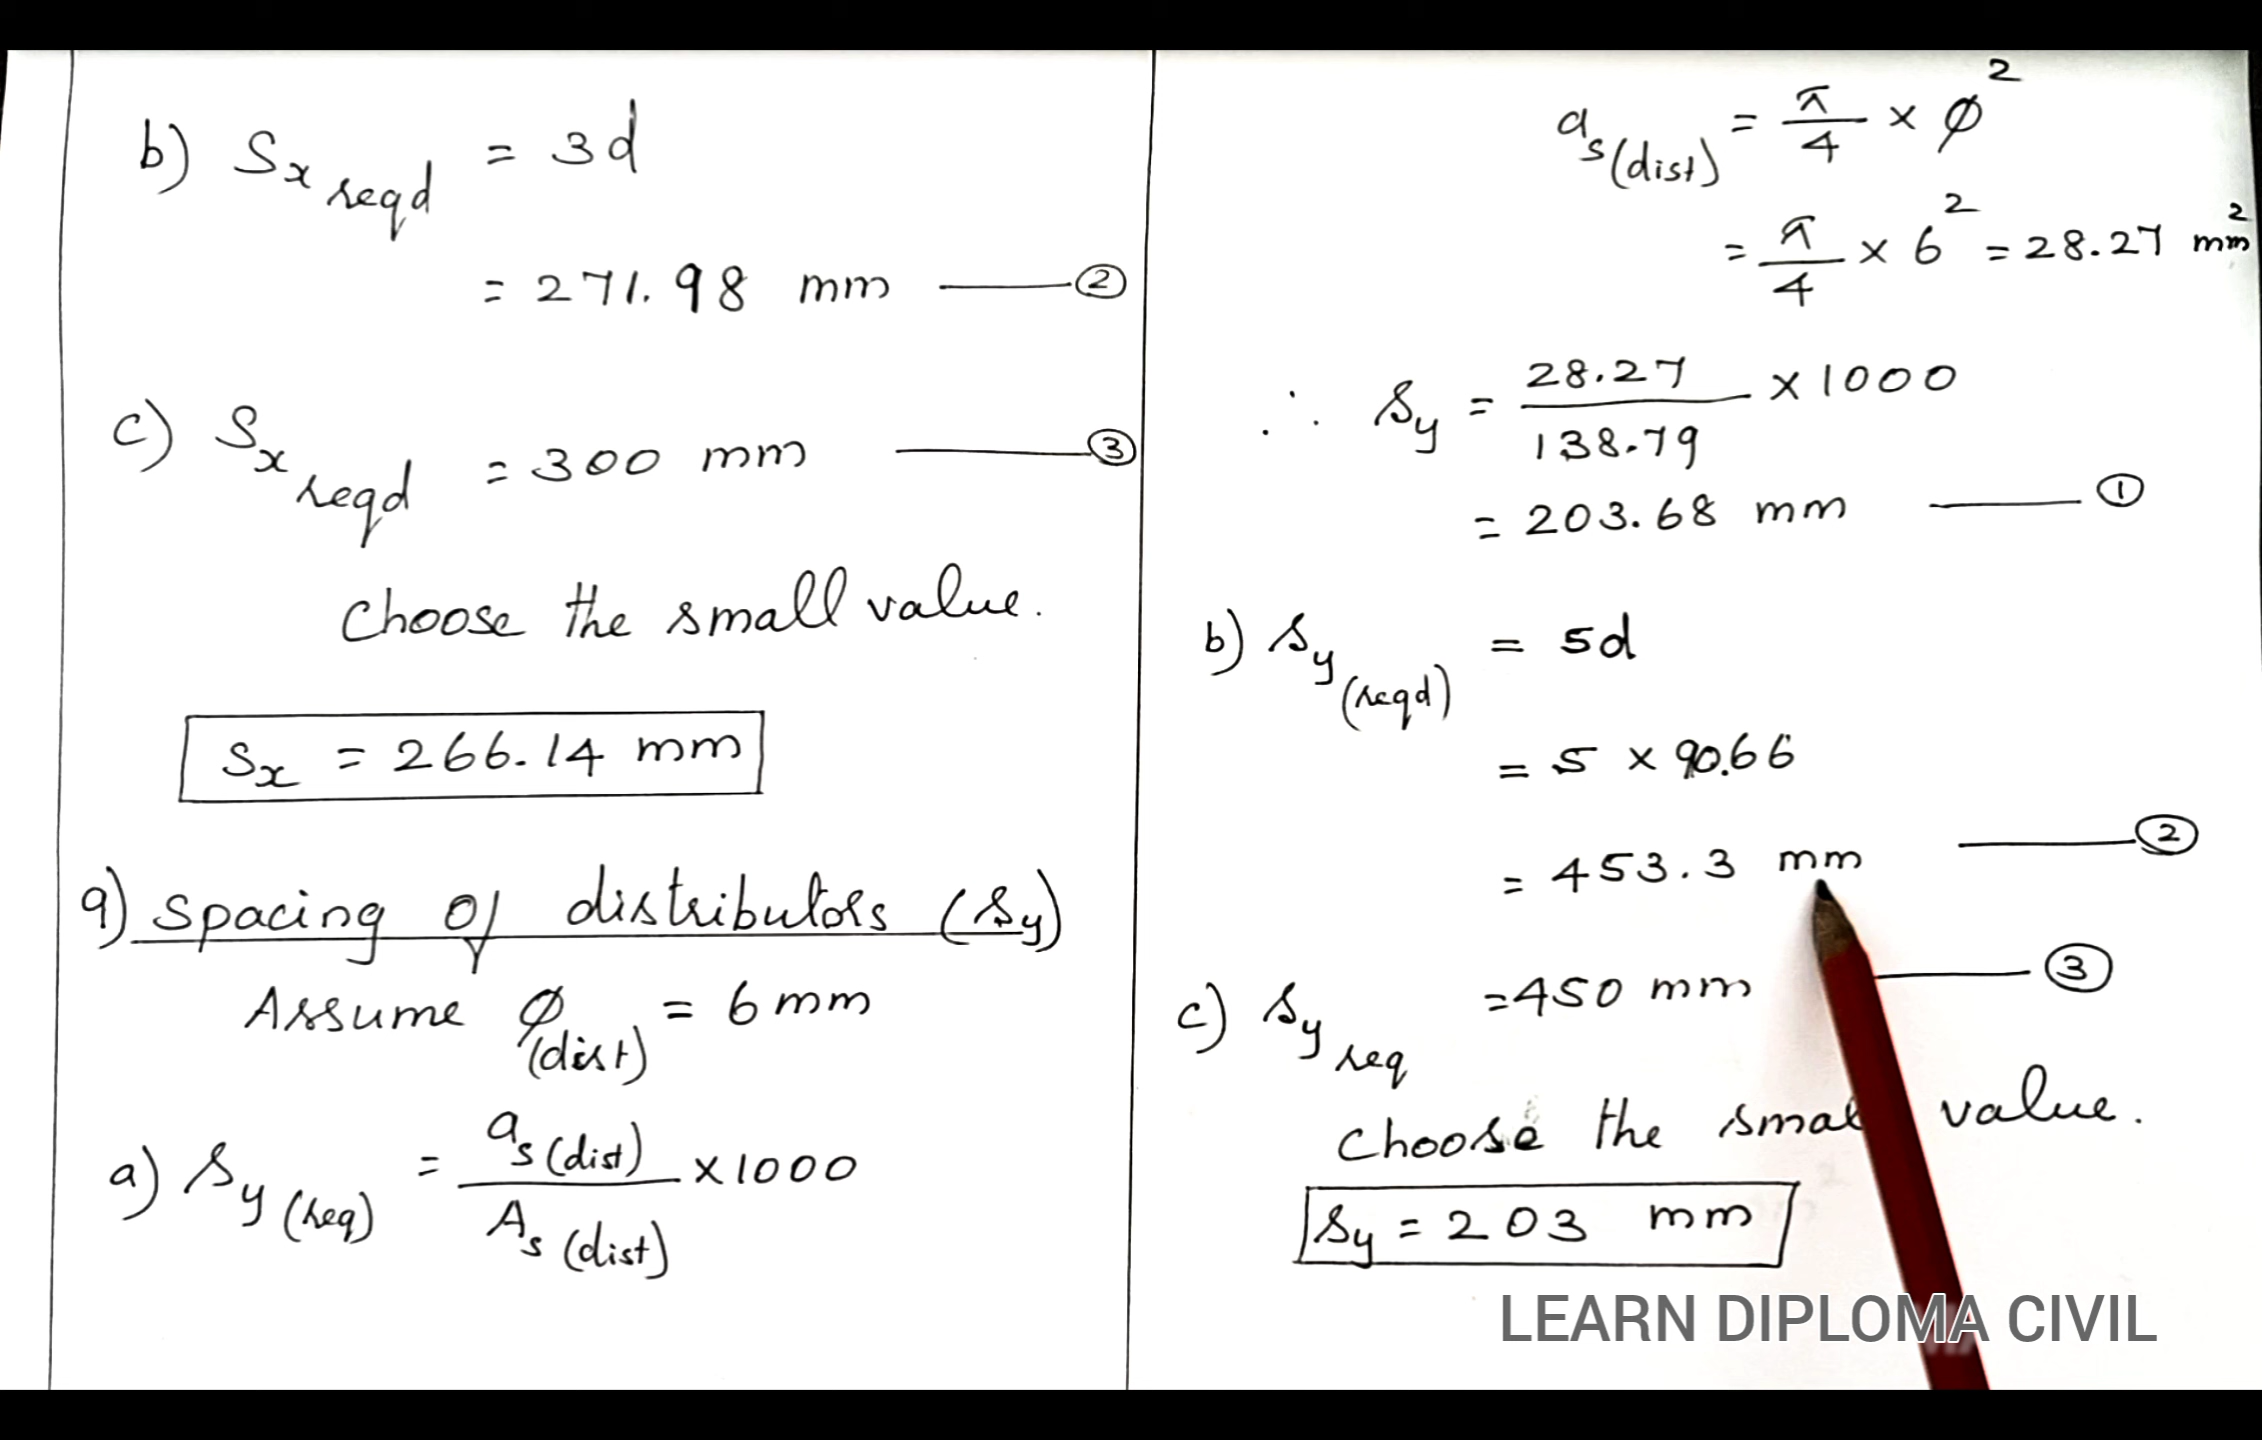 b) Sx reqd = 3d
= 271.98 mm —— ②
c) Sx reqd = 300 mm —— ③
Choose the small value.
Sx = 266.14 mm
9) Spacing of distributors (Sy)
Assume φ(dist) = 6 mm
a) Sy (req) = as (dist) / As (dist) × 1000
as (dist) = π/4 × φ²
= π/4 × 6² = 28.27 mm²
∴ Sy = 28.27 / 138.79 × 1000
= 203.68 mm —— ①
b) Sy (reqd) = 5d
= 5 × 90.66
= 453.3 mm —— ②
c) Sy req = 450 mm —— ③
Choose the small value.
Sy = 203 mm
LEARN DIPLOMA CIVIL